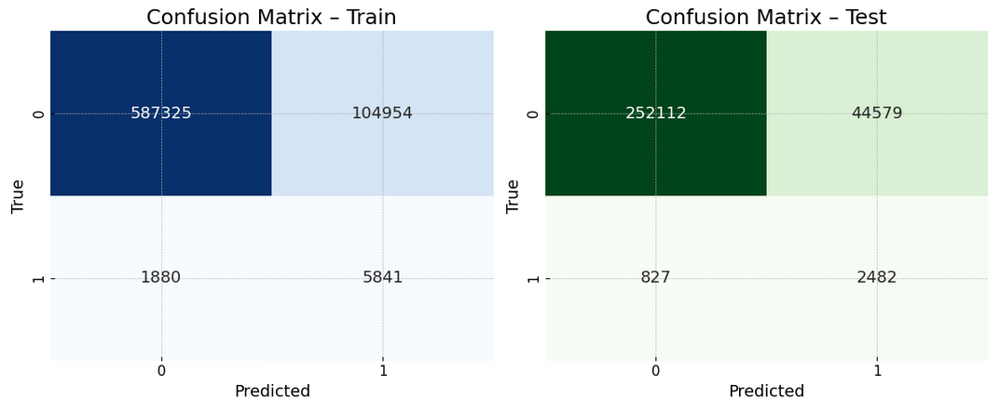 Confusion Matrix – Train
0
587325
104954
1
1880
5841
0
1
True
Predicted
Confusion Matrix – Test
0
252112
44579
1
827
2482
0
1
True
Predicted